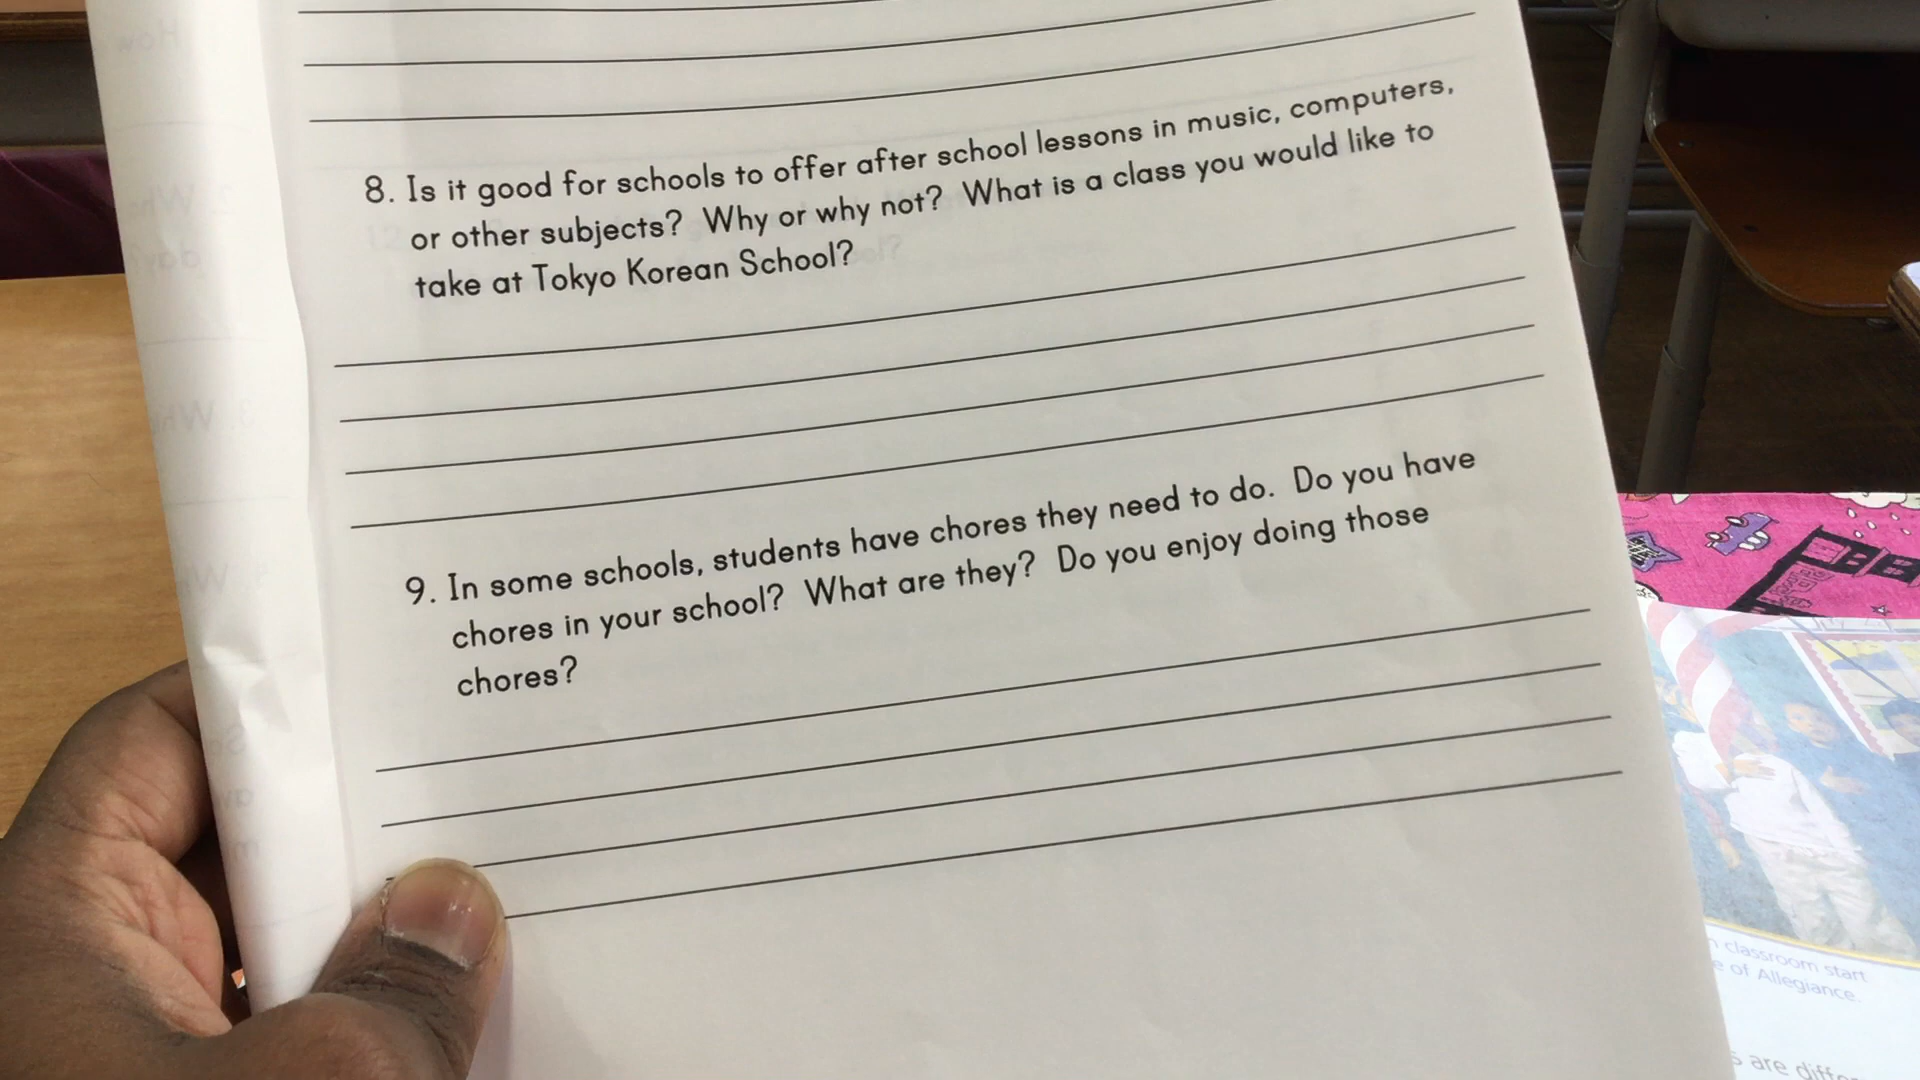 8. Is it good for schools to offer after school lessons in music, computers,
or other subjects? Why or why not? What is a class you would like to
take at Tokyo Korean School?
9. In some schools, students have chores they need to do. Do you have
chores in your school? What are they? Do you enjoy doing those
chores?
classroom start
of Allegiance.
are